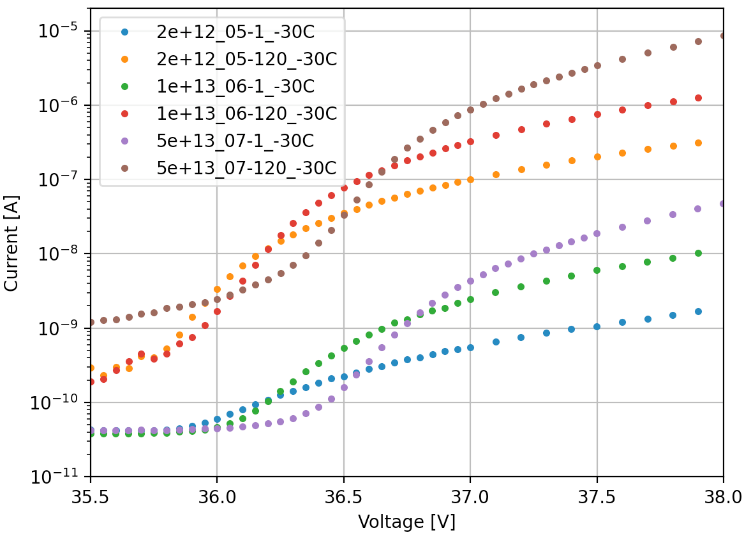 10⁻⁵
10⁻⁶
10⁻⁷
10⁻⁸
10⁻⁹
10⁻¹⁰
10⁻¹¹
Current [A]
2e+12_05-1_-30C
2e+12_05-120_-30C
1e+13_06-1_-30C
1e+13_06-120_-30C
5e+13_07-1_-30C
5e+13_07-120_-30C
35.5 36.0 36.5 37.0 37.5 38.0
Voltage [V]